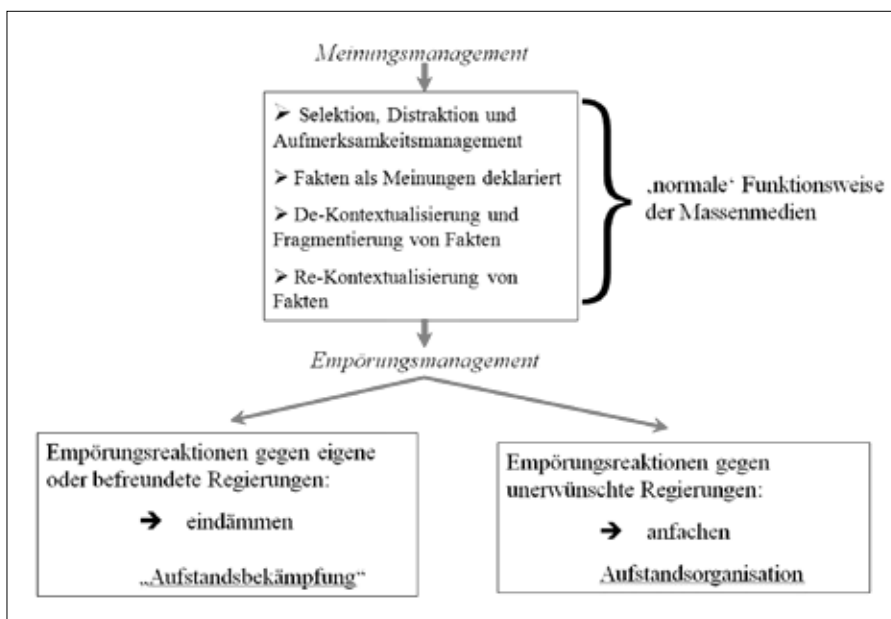 Meinungsmanagement
➢ Selektion, Distraktion und
Aufmerksamkeitsmanagement
➢ Fakten als Meinungen deklariert
➢ De-Kontextualisierung und
Fragmentierung von Fakten
➢ Re-Kontextualisierung von
Fakten
‚normale‘ Funktionsweise
der Massenmedien
Empörungsmanagement
Empörungsreaktionen gegen eigene
oder befreundete Regierungen:
➔ eindämmen
„Aufstandsbekämpfung“
Empörungsreaktionen gegen
unerwünschte Regierungen:
➔ anfachen
Aufstandsorganisation